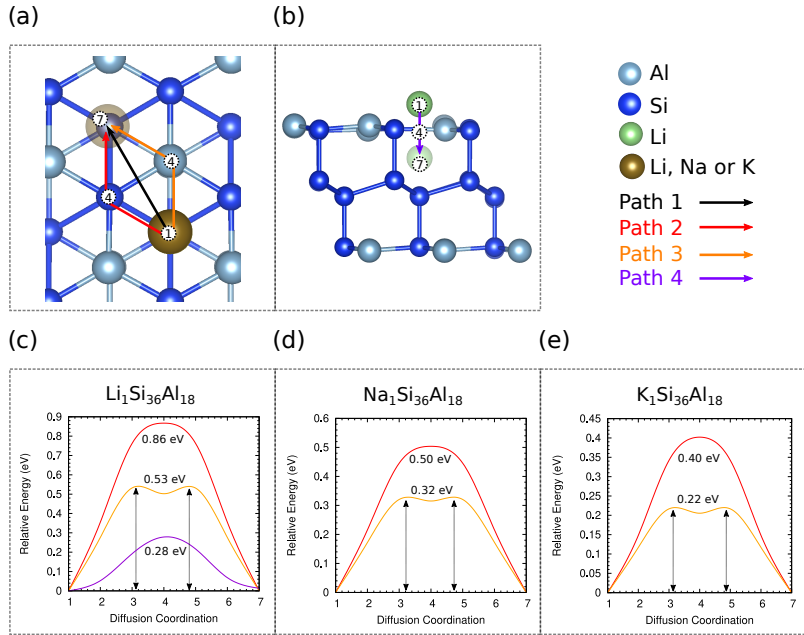 (a)
(b)
7
4
4
1
1
4
7
Al
Si
Li
Li, Na or K
Path 1
Path 2
Path 3
Path 4
(c)
(d)
(e)
Li₁Si₃₆Al₁₈
Relative Energy (eV)
0.9
0.8
0.7
0.6
0.5
0.4
0.3
0.2
0.1
0
0.86 eV
0.53 eV
0.28 eV
1 2 3 4 5 6 7
Diffusion Coordination
Na₁Si₃₆Al₁₈
Relative Energy (eV)
0.6
0.5
0.4
0.3
0.2
0.1
0
0.50 eV
0.32 eV
1 2 3 4 5 6 7
Diffusion Coordination
K₁Si₃₆Al₁₈
Relative Energy (eV)
0.45
0.4
0.35
0.3
0.25
0.2
0.15
0.1
0.05
0
0.40 eV
0.22 eV
1 2 3 4 5 6 7
Diffusion Coordination